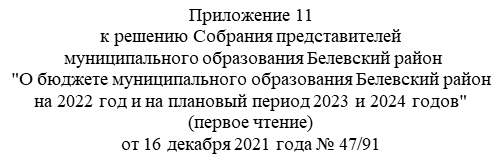 Приложение 11
к решению Собрания представителей
муниципального образования Белевский район
"О бюджете муниципального образования Белевский район
на 2022 год и на плановый период 2023 и 2024 годов"
(первое чтение)
от 16 декабря 2021 года № 47/91